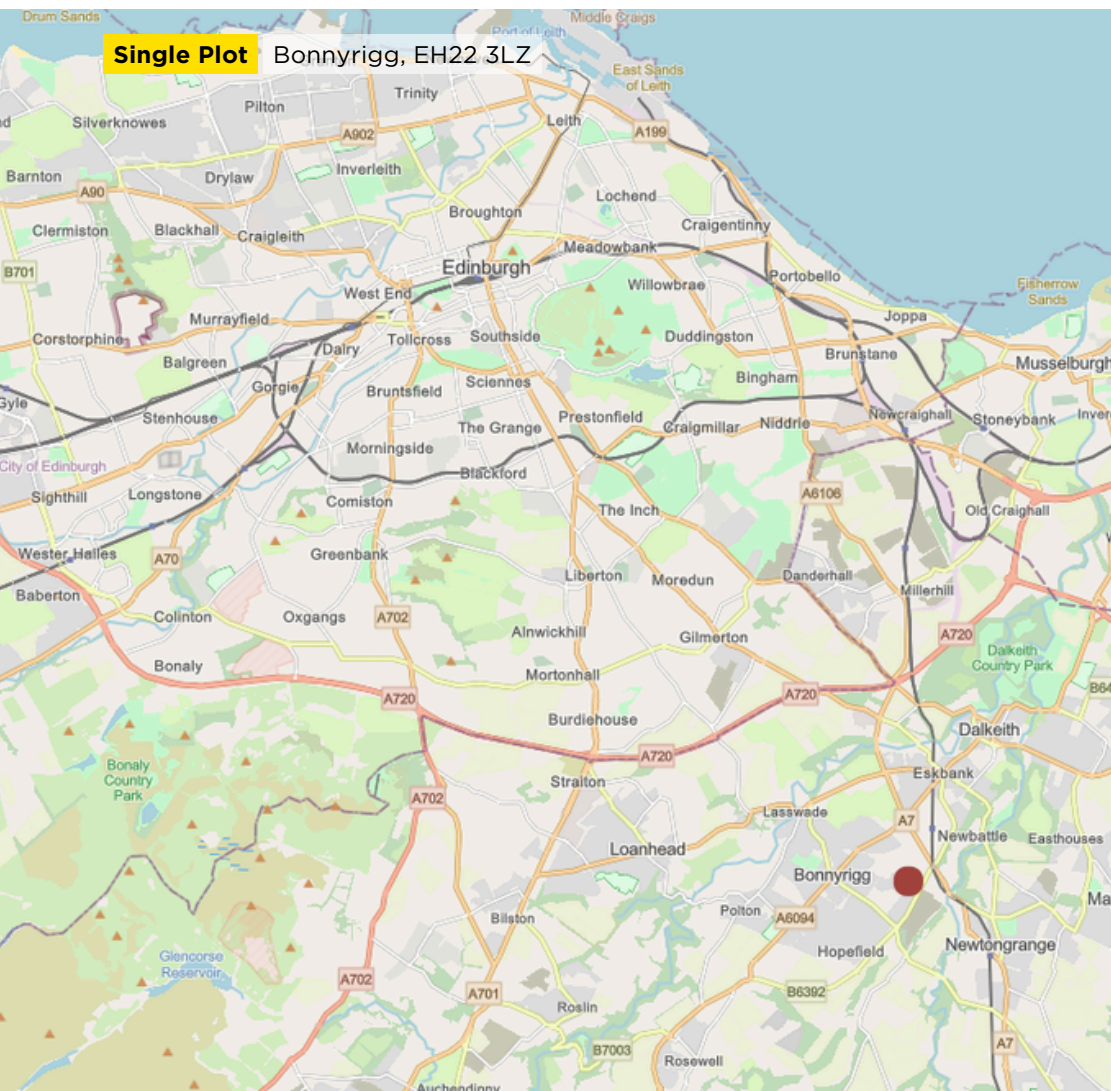 Drum Sands
Middle Craigs
Port of Leith
Single Plot Bonnyrigg, EH22 3LZ
East Sands
of Leith
Trinity
Pilton
Silverknowes
Leith
A902
A199
Inverleith
Barnton
Drylaw
A90
Lochend
Broughton
Craigentinny
Clermiston
Blackhall
Craigleith
Meadowbank
Edinburgh
B701
Portobello
Willowbrae
Fisherrow
Sands
West End
Murrayfield
Joppa
Corstorphine
Tollcross
Southside
Duddingston
Dalry
Brunstane
Balgreen
Musselburgh
Bingham
Gorgie
Sciennes
Bruntsfield
Gyle
Stenhouse
Prestonfield
Newcraighall
Stoneybank
Inver
The Grange
Craigmillar
Niddrie
Morningside
City of Edinburgh
Blackford
Sighthill
Longstone
Comiston
A6106
The Inch
Old Craighall
Wester Hailes
A70
Greenbank
Liberton
Moredun
Danderhall
Baberton
Millerhill
Colinton
Oxgangs
A702
Alnwickhill
Gilmerton
A720
Dalkeith
Country Park
Bonaly
Mortonhall
A720
A720
B64
Burdiehouse
Dalkeith
A720
Bonaly
Country
Park
Straiton
Eskbank
A702
Lasswade
A7
Newbattle
Easthouses
Loanhead
Bonnyrigg
Ma
Polton
A6094
Bilston
Hopefield
Newtongrange
Glencorse
Reservoir
A702
A701
B6392
Roslin
A7
B7003
Rosewell
Auchendinny